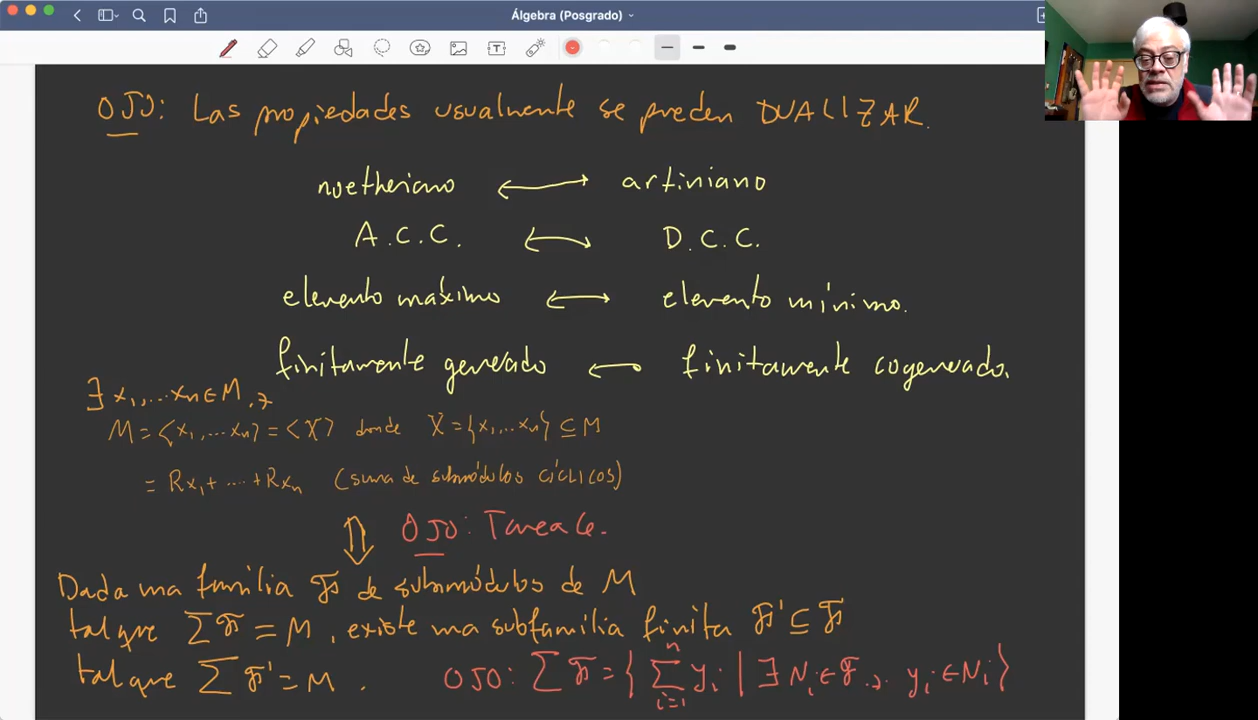 Álgebra (Posgrado)
OJO: Las propiedades usualmente se pueden DUALIZAR.
noetheriano ⟷ artiniano
A.C.C. ⟷ D.C.C.
elemento máximo ⟷ elemento mínimo.
finitamente generado ⟷ finitamente cogenerado.
∃ x₁,...xₙ∈M .∋.
M = <x₁,...xₙ> = <X> donde X = {x₁,...xₙ} ⊆ M
= Rx₁+....+Rxₙ (suma de submódulos cíclicos)
⇕ OJO: Tarea 6.
Dada una familia ℱ de submódulos de M
tal que ∑ℱ = M, existe una subfamilia finita ℱ' ⊆ ℱ
tal que ∑ℱ' = M. OJO: ∑ℱ = { ∑ⁿᵢ₌₁ yᵢ | ∃ Nᵢ∈ℱ .∋. yᵢ∈Nᵢ }